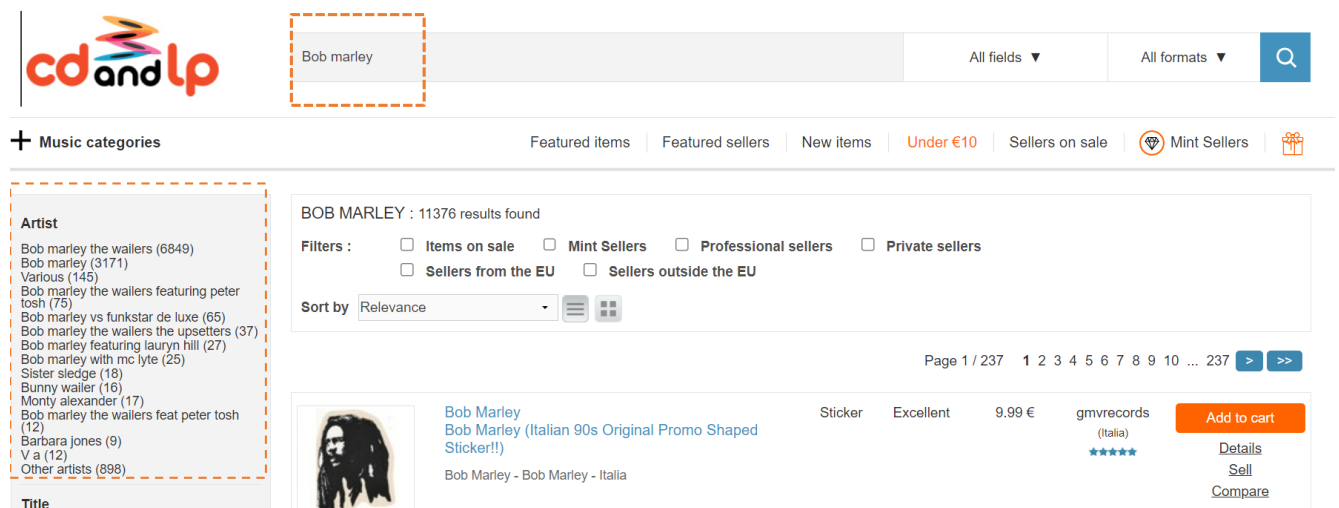 cd and lp
Bob marley
All fields ▼
All formats ▼
Music categories
Featured items
Featured sellers
New items
Under €10
Sellers on sale
Mint Sellers
Artist
Bob marley the wailers (6849)
Bob marley (3171)
Various (145)
Bob marley the wailers featuring peter
tosh (75)
Bob marley vs funkstar de luxe (65)
Bob marley the wailers the upsetters (37)
Bob marley featuring lauryn hill (27)
Bob marley with mc lyte (25)
Sister sledge (18)
Bunny wailer (16)
Monty alexander (17)
Bob marley the wailers feat peter tosh
(12)
Barbara jones (9)
V a (12)
Other artists (898)
Title
BOB MARLEY : 11376 results found
Filters :
Items on sale
Mint Sellers
Professional sellers
Private sellers
Sellers from the EU
Sellers outside the EU
Sort by
Relevance
Page 1 / 237 1 2 3 4 5 6 7 8 9 10 ... 237 > >>
Bob Marley
Bob Marley (Italian 90s Original Promo Shaped
Sticker!!)
Bob Marley - Bob Marley - Italia
Sticker
Excellent
9.99 €
gmvrecords
(Italia)
Add to cart
Details
Sell
Compare